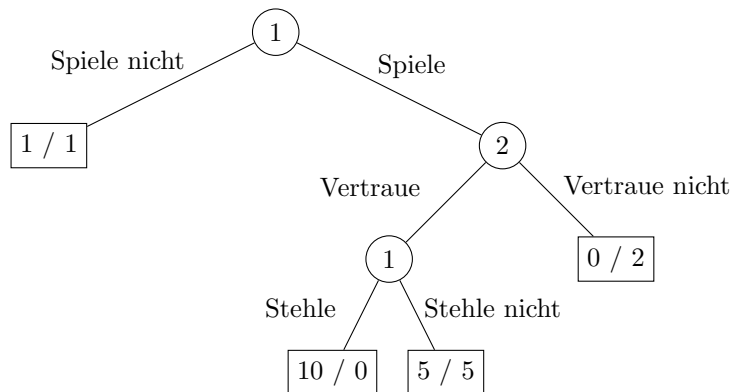 1
Spiele nicht
Spiele
1 / 1
2
Vertraue
Vertraue nicht
1
0 / 2
Stehle
Stehle nicht
10 / 0
5 / 5